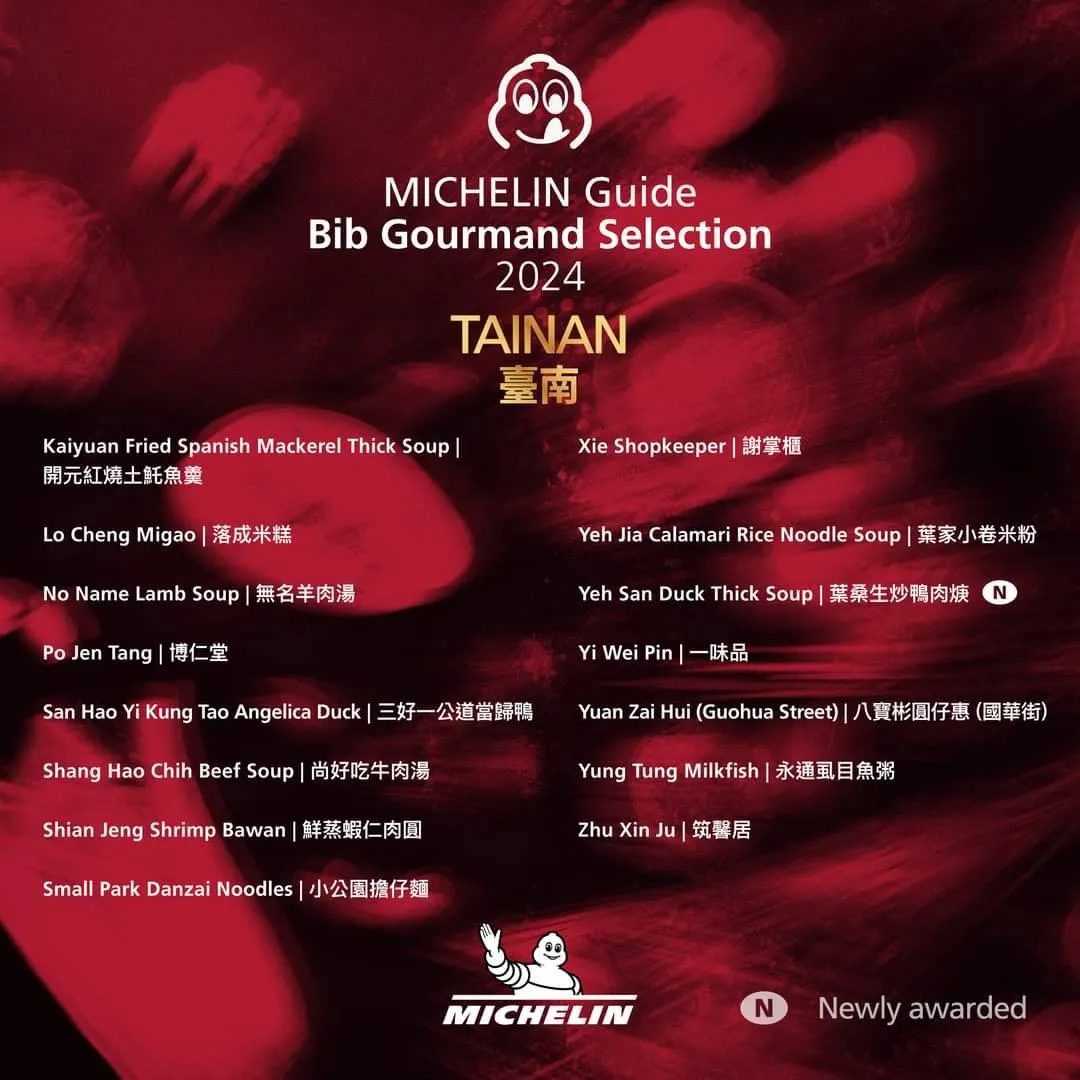 MICHELIN Guide
Bib Gourmand Selection
2024
TAINAN
臺南
Kaiyuan Fried Spanish Mackerel Thick Soup |
開元紅燒土魠魚羹
Lo Cheng Migao | 落成米糕
No Name Lamb Soup | 無名羊肉湯
Po Jen Tang | 博仁堂
San Hao Yi Kung Tao Angelica Duck | 三好一公道當歸鴨
Shang Hao Chih Beef Soup | 尚好吃牛肉湯
Shian Jeng Shrimp Bawan | 鮮蒸蝦仁肉圓
Small Park Danzai Noodles | 小公園擔仔麵
Xie Shopkeeper | 謝掌櫃
Yeh Jia Calamari Rice Noodle Soup | 葉家小卷米粉
Yeh San Duck Thick Soup | 葉桑生炒鴨肉焿 N
Yi Wei Pin | 一味品
Yuan Zai Hui (Guohua Street) | 八寶彬圓仔惠 (國華街)
Yung Tung Milkfish | 永通虱目魚粥
Zhu Xin Ju | 筑馨居
MICHELIN
N Newly awarded